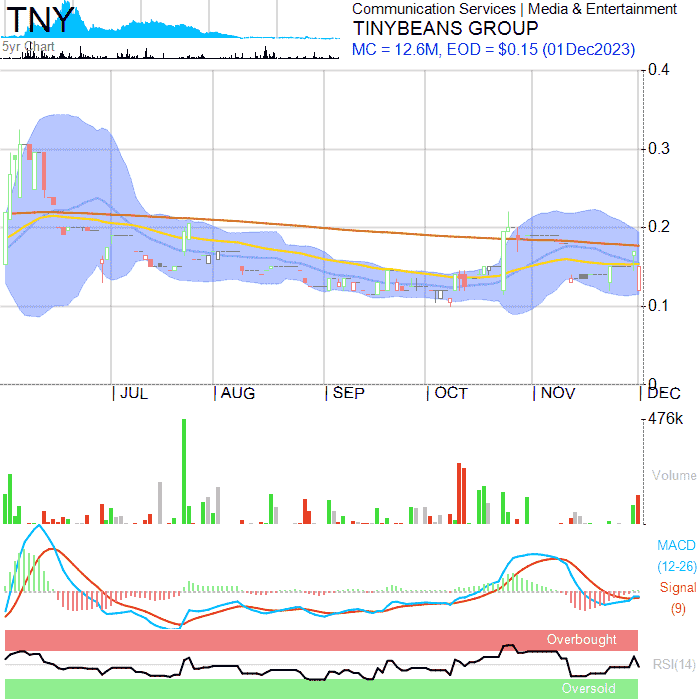 TNY
Communication Services | Media & Entertainment
TINYBEANS GROUP
MC = 12.6M, EOD = $0.15 (01Dec2023)
5yr Chart
0.4
0.3
0.2
0.1
0
JUL
AUG
SEP
OCT
NOV
DEC
476k
Volume
MACD
(12-26)
Signal
(9)
Overbought
RSI(14)
Oversold